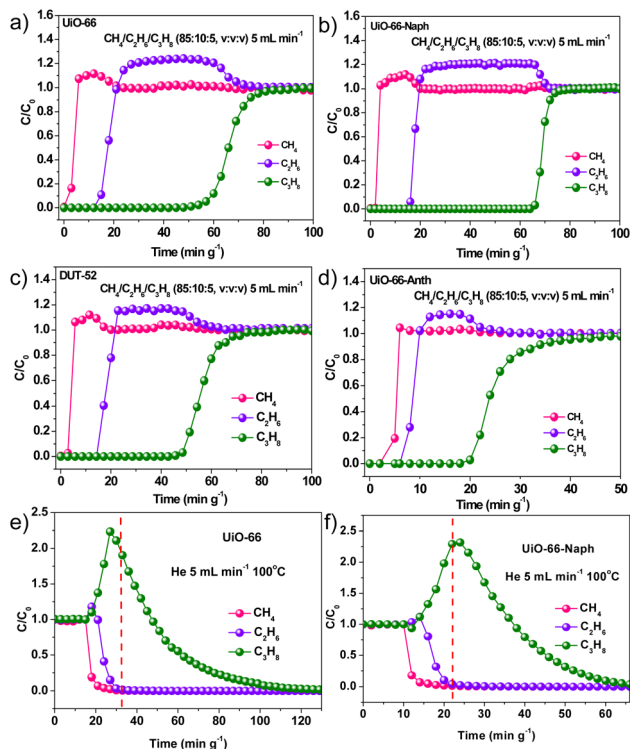 a)
UiO-66
CH₄/C₂H₆/C₃H₈ (85:10:5, v:v:v) 5 mL min⁻¹
C/C₀
1.4
1.2
1.0
0.8
0.6
0.4
0.2
0.0
CH₄
C₂H₆
C₃H₈
0 20 40 60 80 100
Time (min g⁻¹)
b)
UiO-66-Naph
CH₄/C₂H₆/C₃H₈ (85:10:5, v:v:v) 5 mL min⁻¹
C/C₀
1.4
1.2
1.0
0.8
0.6
0.4
0.2
0.0
CH₄
C₂H₆
C₃H₈
0 20 40 60 80 100
Time (min g⁻¹)
c)
DUT-52
CH₄/C₂H₆/C₃H₈ (85:10:5, v:v:v) 5 mL min⁻¹
C/C₀
1.4
1.2
1.0
0.8
0.6
0.4
0.2
0.0
CH₄
C₂H₆
C₃H₈
0 10 20 30 40 50 60 70 80 90 100
Time (min g⁻¹)
d)
UiO-66-Anth
CH₄/C₂H₆/C₃H₈ (85:10:5, v:v:v) 5 mL min⁻¹
C/C₀
1.4
1.2
1.0
0.8
0.6
0.4
0.2
0.0
CH₄
C₂H₆
C₃H₈
0 10 20 30 40 50
Time (min g⁻¹)
e)
UiO-66
He 5 mL min⁻¹ 100°C
C/C₀
2.5
2.0
1.5
1.0
0.5
0.0
CH₄
C₂H₆
C₃H₈
0 20 40 60 80 100 120
Time (min g⁻¹)
f)
UiO-66-Naph
He 5 mL min⁻¹ 100°C
C/C₀
2.5
2.0
1.5
1.0
0.5
0.0
CH₄
C₂H₆
C₃H₈
0 10 20 30 40 50 60
Time (min g⁻¹)